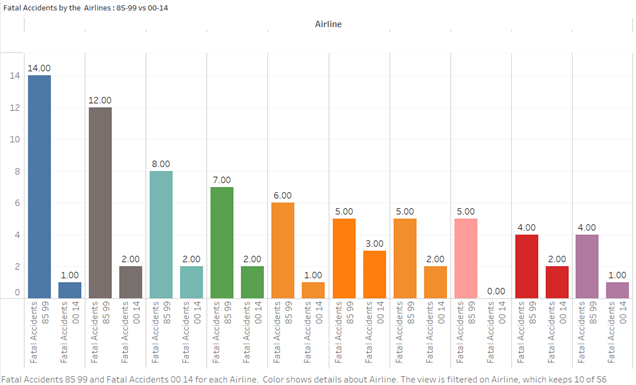 Fatal Accidents by the Airlines : 85-99 vs 00-14
Airline
14
12
10
8
6
4
2
0
14.00
1.00
12.00
2.00
8.00
2.00
7.00
2.00
6.00
1.00
5.00
3.00
5.00
2.00
5.00
0.00
4.00
2.00
4.00
1.00
Fatal Accidents
85 99
Fatal Accidents
00 14
Fatal Accidents
85 99
Fatal Accidents
00 14
Fatal Accidents
85 99
Fatal Accidents
00 14
Fatal Accidents
85 99
Fatal Accidents
00 14
Fatal Accidents
85 99
Fatal Accidents
00 14
Fatal Accidents
85 99
Fatal Accidents
00 14
Fatal Accidents
85 99
Fatal Accidents
00 14
Fatal Accidents
85 99
Fatal Accidents
00 14
Fatal Accidents
85 99
Fatal Accidents
00 14
Fatal Accidents
85 99
Fatal Accidents
00 14
Fatal Accidents 85 99 and Fatal Accidents 00 14 for each Airline. Color shows details about Airline. The view is filtered on Airline, which keeps 10 of 56